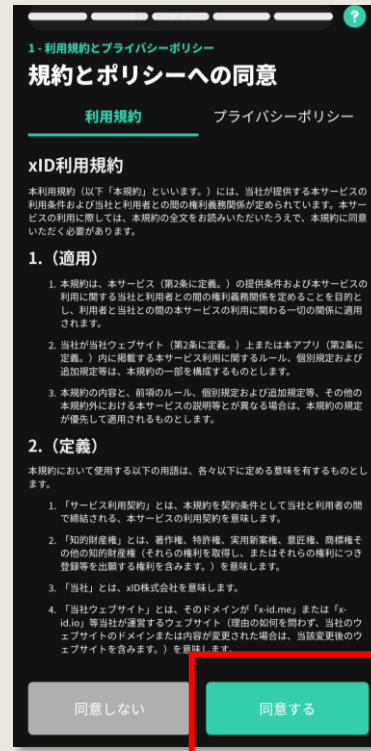 ?
1 - 利用規約とプライバシーポリシー
規約とポリシーへの同意
利用規約 プライバシーポリシー
xID利用規約
本利用規約（以下「本規約」といいます。）には、当社が提供する本サービスの
利用条件および当社と利用者との間の権利義務関係が定められています。本サー
ビスの利用に際しては、本規約の全文をお読みいただいたうえで、本規約に同意
いただく必要があります。
1.（適用）
1. 本規約は、本サービス（第2条に定義。）の提供条件および本サービスの
利用に関する当社と利用者との間の権利義務関係を定めることを目的と
し、利用者と当社との間の本サービスの利用に関わる一切の関係に適用
されます。
2. 当社が当社ウェブサイト（第2条に定義。）上または本アプリ（第2条に
定義。）内に掲載する本サービス利用に関するルール、個別規定および
追加規定等は、本規約の一部を構成するものとします。
3. 本規約の内容と、前項のルール、個別規定および追加規定等、その他の
本規約外における本サービスの説明等とが異なる場合は、本規約の規定
が優先して適用されるものとします。
2.（定義）
本規約において使用する以下の用語は、各々以下に定める意味を有するものとし
ます。
1. 「サービス利用契約」とは、本規約を契約条件として当社と利用者の間
で締結される、本サービスの利用契約を意味します。
2. 「知的財産権」とは、著作権、特許権、実用新案権、意匠権、商標権そ
の他の知的財産権（それらの権利を取得し、またはそれらの権利につき
登録等を出願する権利を含みます。）を意味します。
3. 「当社」とは、xID株式会社を意味します。
4. 「当社ウェブサイト」とは、そのドメインが「x-id.me」または「x-
id.io」等当社が運営するウェブサイト（理由の如何を問わず、当社のウ
ェブサイトのドメインまたは内容が変更された場合は、当該変更後のウ
ェブサイトを含みます。）を意味します。
同意しない 同意する